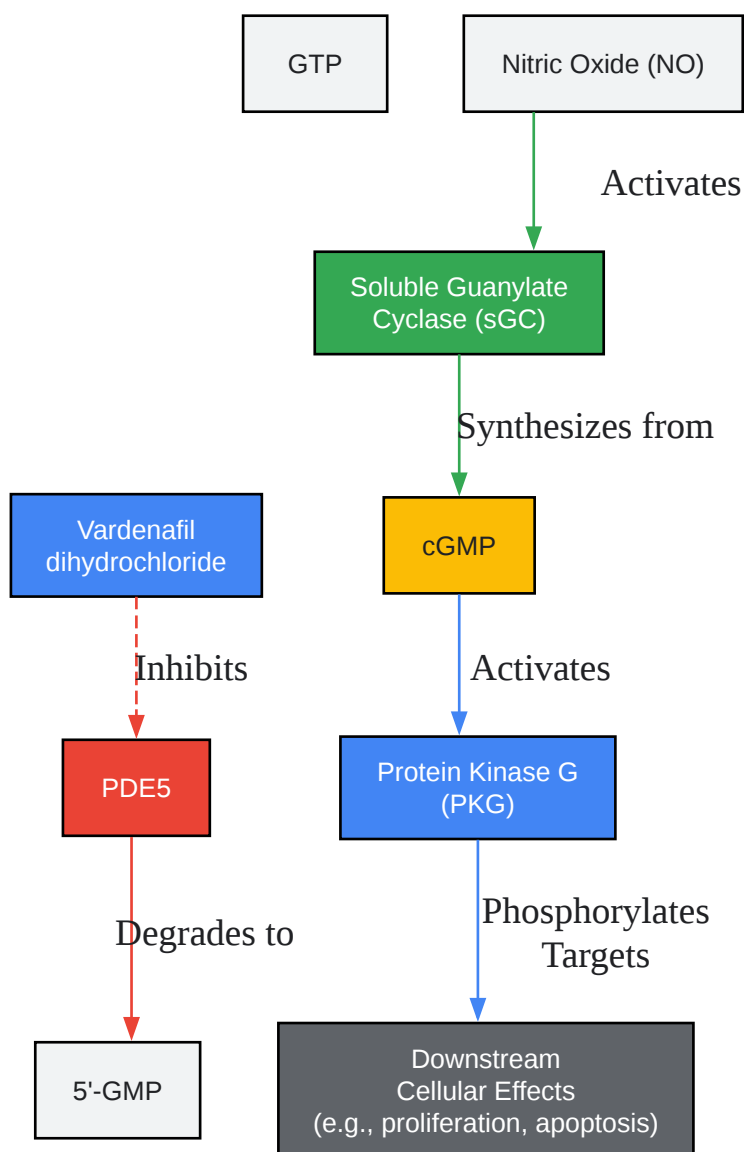 GTP
Nitric Oxide (NO)
Activates
Soluble Guanylate
Cyclase (sGC)
Synthesizes from
Vardenafil
dihydrochloride
cGMP
Inhibits
Activates
PDE5
Protein Kinase G
(PKG)
Degrades to
Phosphorylates
Targets
5'-GMP
Downstream
Cellular Effects
(e.g., proliferation, apoptosis)